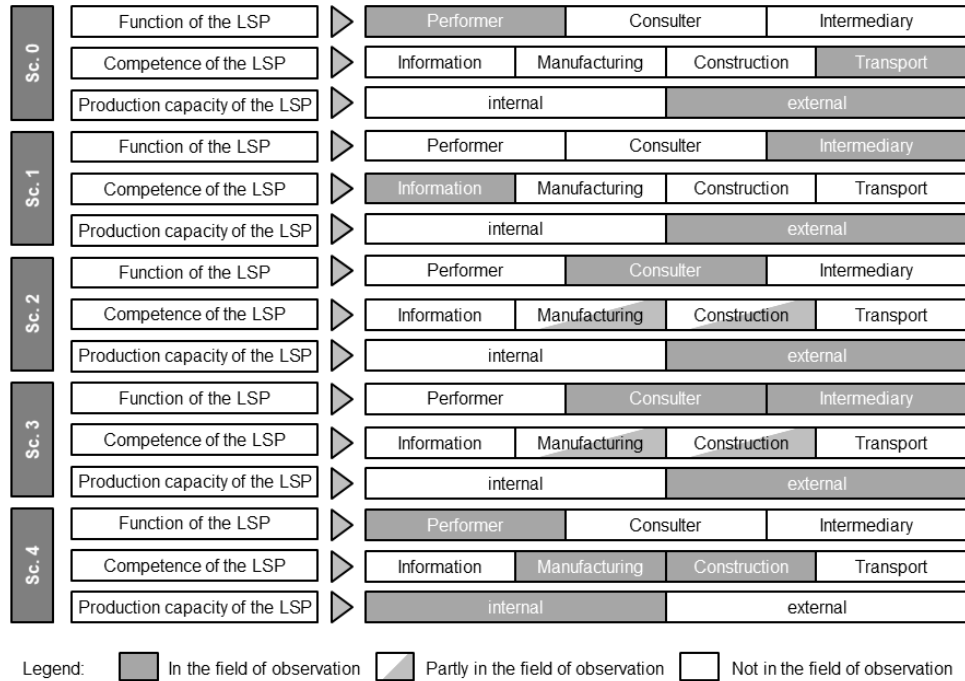 Sc. 0
Function of the LSP Performer Consulter Intermediary
Competence of the LSP Information Manufacturing Construction Transport
Production capacity of the LSP internal external
Sc. 1
Function of the LSP Performer Consulter Intermediary
Competence of the LSP Information Manufacturing Construction Transport
Production capacity of the LSP internal external
Sc. 2
Function of the LSP Performer Consulter Intermediary
Competence of the LSP Information Manufacturing Construction Transport
Production capacity of the LSP internal external
Sc. 3
Function of the LSP Performer Consulter Intermediary
Competence of the LSP Information Manufacturing Construction Transport
Production capacity of the LSP internal external
Sc. 4
Function of the LSP Performer Consulter Intermediary
Competence of the LSP Information Manufacturing Construction Transport
Production capacity of the LSP internal external
Legend: In the field of observation Partly in the field of observation Not in the field of observation